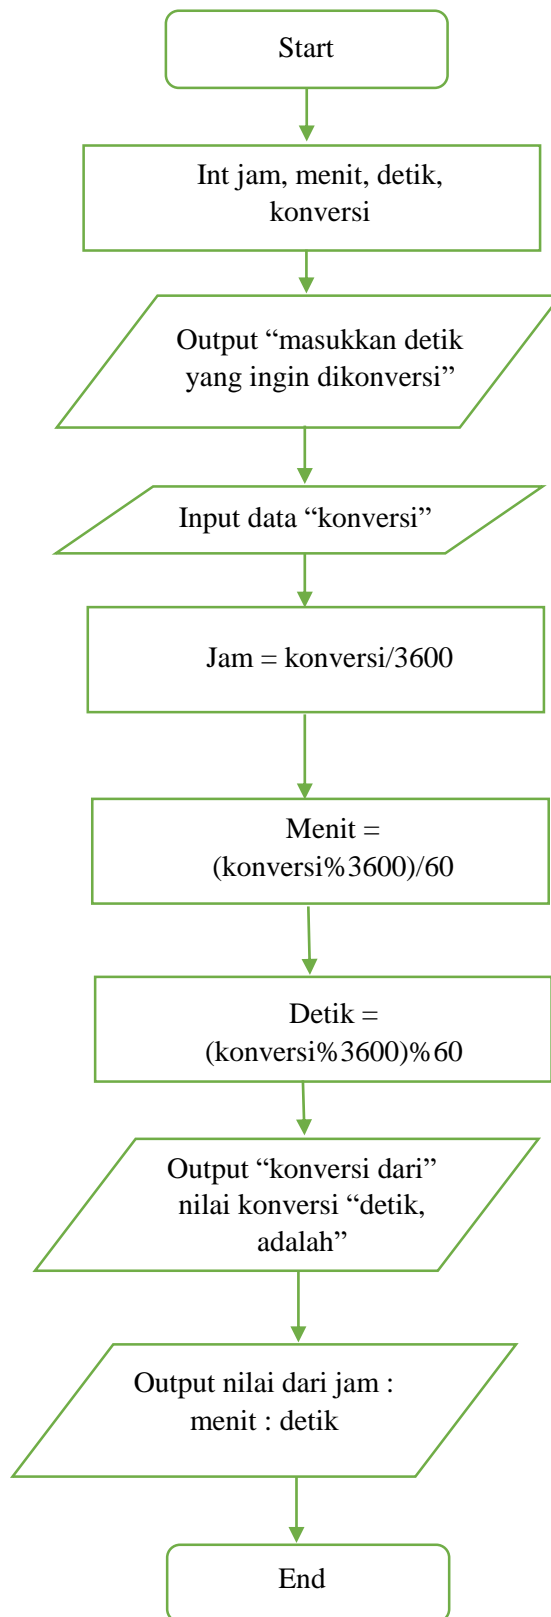 Start
Int jam, menit, detik,
konversi
Output “masukkan detik
yang ingin dikonversi”
Input data “konversi”
Jam = konversi/3600
Menit =
(konversi%3600)/60
Detik =
(konversi%3600)%60
Output “konversi dari”
nilai konversi “detik,
adalah”
Output nilai dari jam :
menit : detik
End